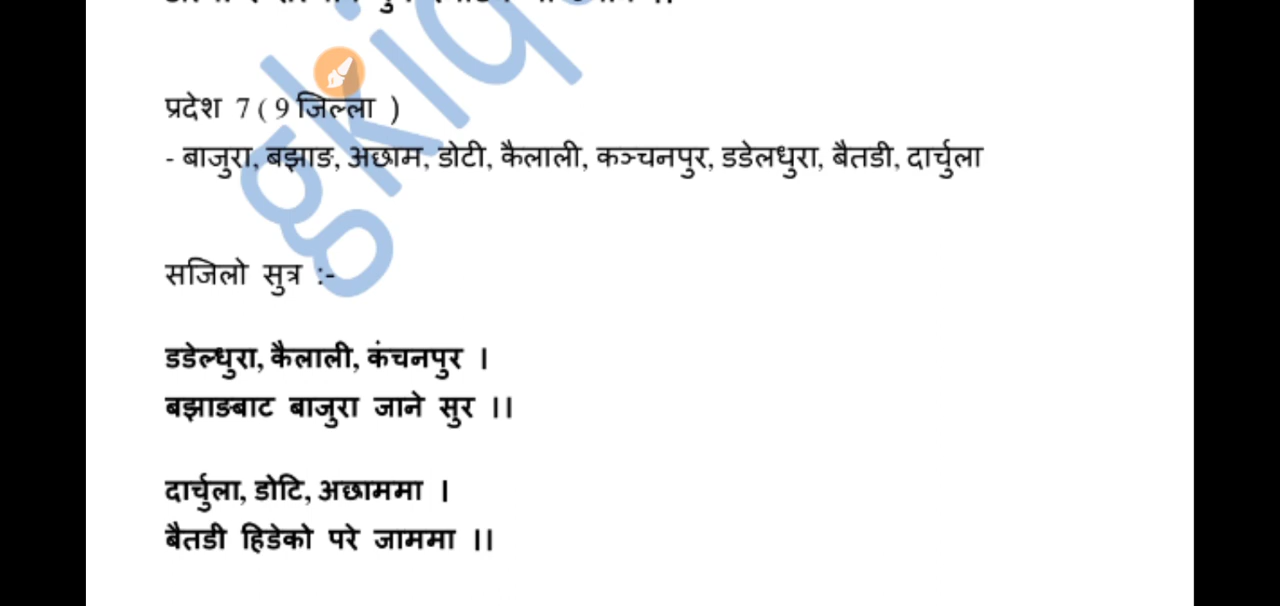 प्रदेश 7 ( 9 जिल्ला )
- बाजुरा, बझाङ, अछाम, डोटी, कैलाली, कञ्चनपुर, डडेलधुरा, बैतडी, दार्चुला
सजिलो सुत्र :-
डडेल्धुरा, कैलाली, कंचनपुर ।
बझाङबाट बाजुरा जाने सुर ।।
दार्चुला, डोटि, अछाममा ।
बैतडी हिडेको परे जाममा ।।
gkiq